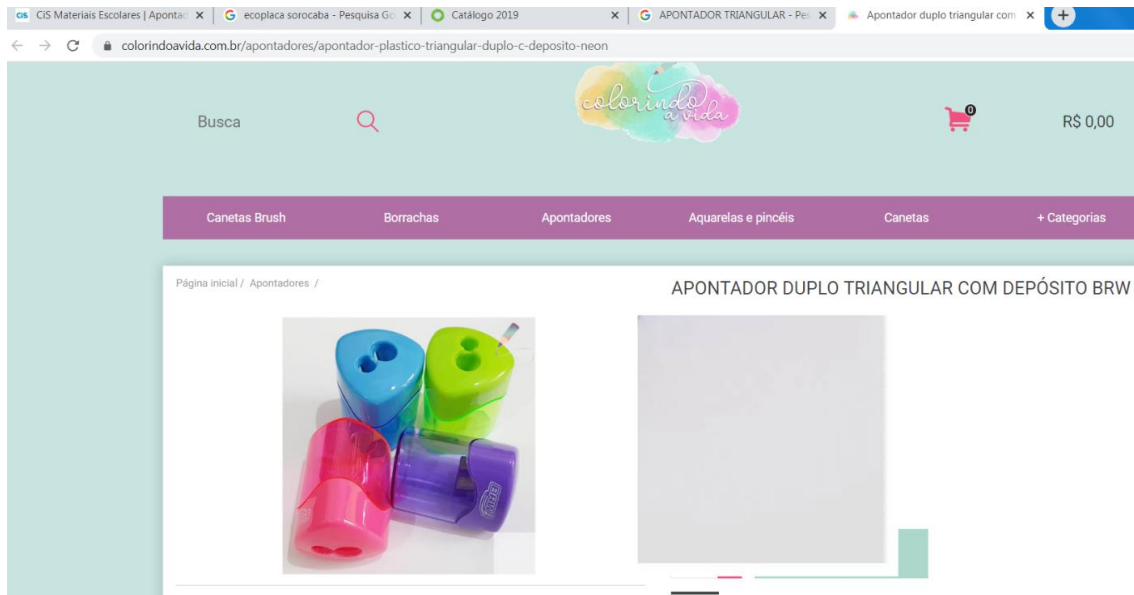 CiS Materiais Escolares | Apontad
ecoplaca sorocaba - Pesquisa Go
Catálogo 2019
APONTADOR TRIANGULAR - Pes
Apontador duplo triangular com
colorindoavida.com.br/apontadores/apontador-plastico-triangular-duplo-c-deposito-neon
Busca
colorindo
a vida
0
R$ 0,00
Canetas Brush
Borrachas
Apontadores
Aquarelas e pincéis
Canetas
+ Categorias
Página inicial / Apontadores /
APONTADOR DUPLO TRIANGULAR COM DEPÓSITO BRW
BRW